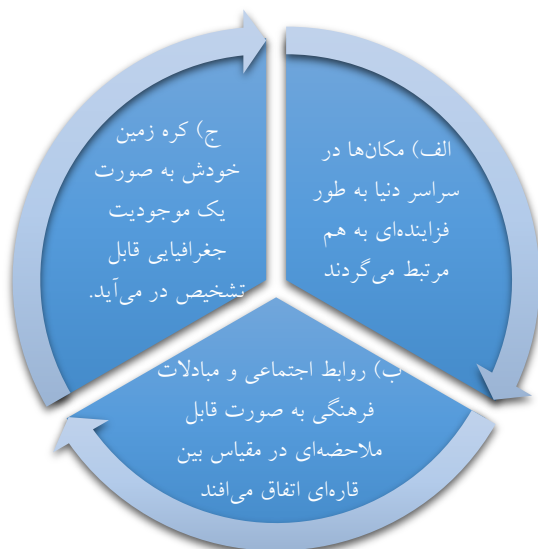 الف) مکان‌ها در
سراسر دنیا به طور
فزاینده‌ای به هم
مرتبط می‌گردند
ب) روابط اجتماعی و مبادلات
فرهنگی به صورت قابل
ملاحضه‌ای در مقیاس بین
قاره‌ای اتفاق می‌افند
ج) کره زمین
خودش به صورت
یک موجودیت
جغرافیایی قابل
تشخیص در می‌آید.